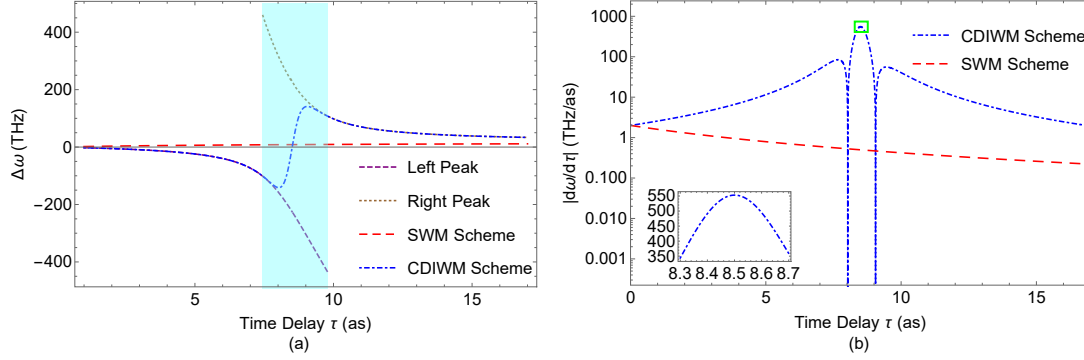 400
200
0
-200
-400
Δω (THz)
5
10
15
Time Delay τ (as)
(a)
Left Peak
Right Peak
SWM Scheme
CDIWM Scheme
(b)
1000
100
10
1
0.100
0.010
0.001
|dω/dτ| (THz/as)
CDIWM Scheme
SWM Scheme
550
500
450
400
350
8.3 8.4 8.5 8.6 8.7
0
5
10
15
Time Delay τ (as)
(b)